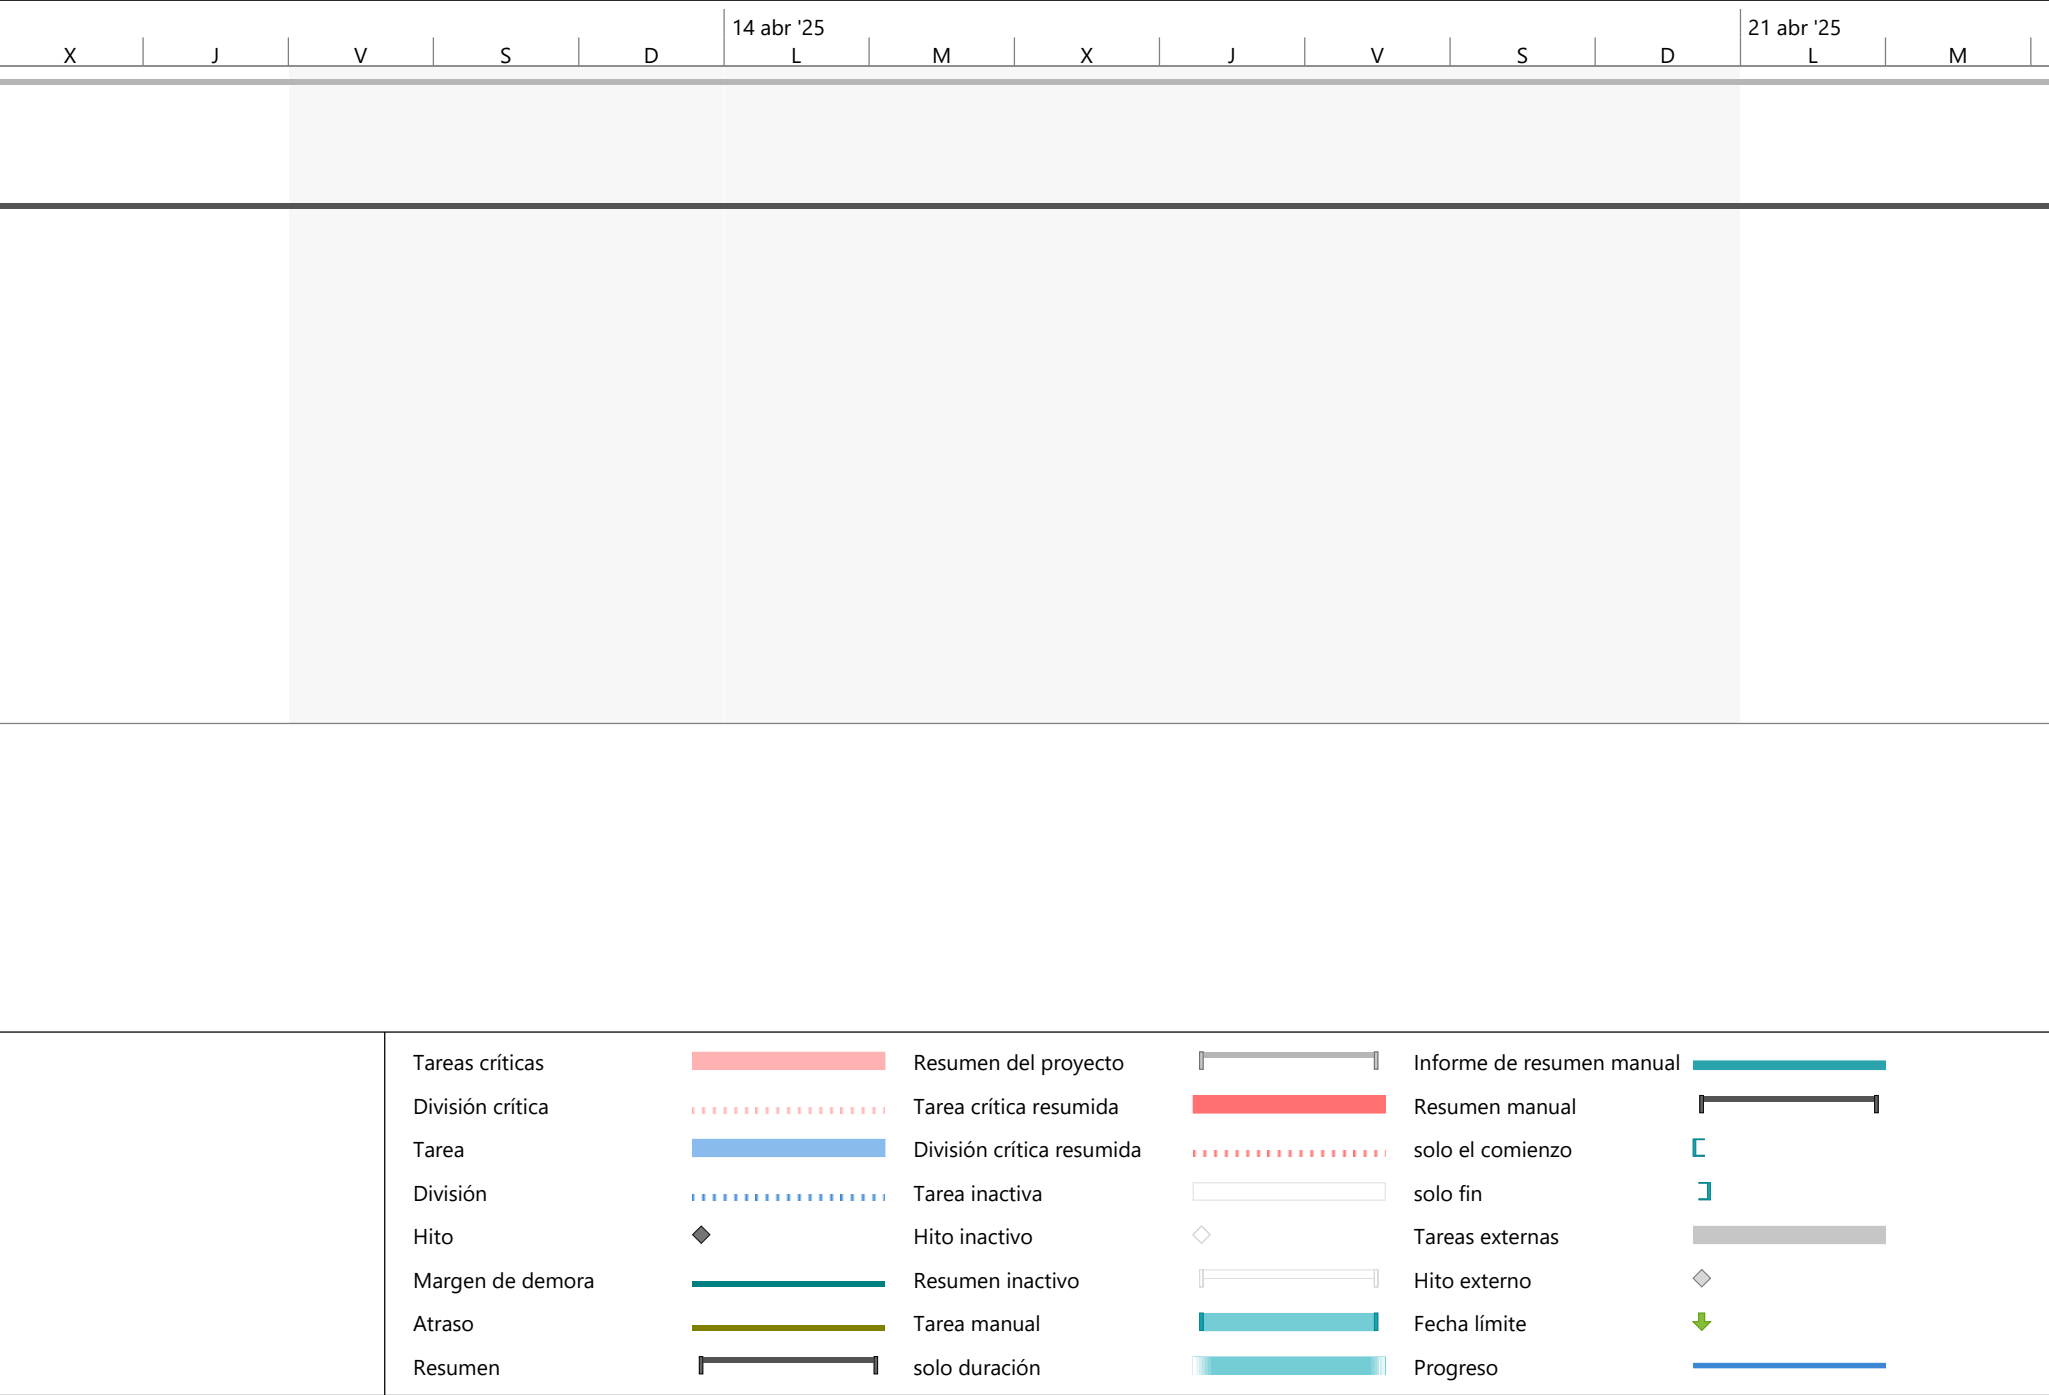 14 abr '25 21 abr '25
X J V S D L M X J V S D L M
Tareas críticas Resumen del proyecto Informe de resumen manual
División crítica Tarea crítica resumida Resumen manual
Tarea División crítica resumida solo el comienzo
División Tarea inactiva solo fin
Hito Hito inactivo Tareas externas
Margen de demora Resumen inactivo Hito externo
Atraso Tarea manual Fecha límite
Resumen solo duración Progreso